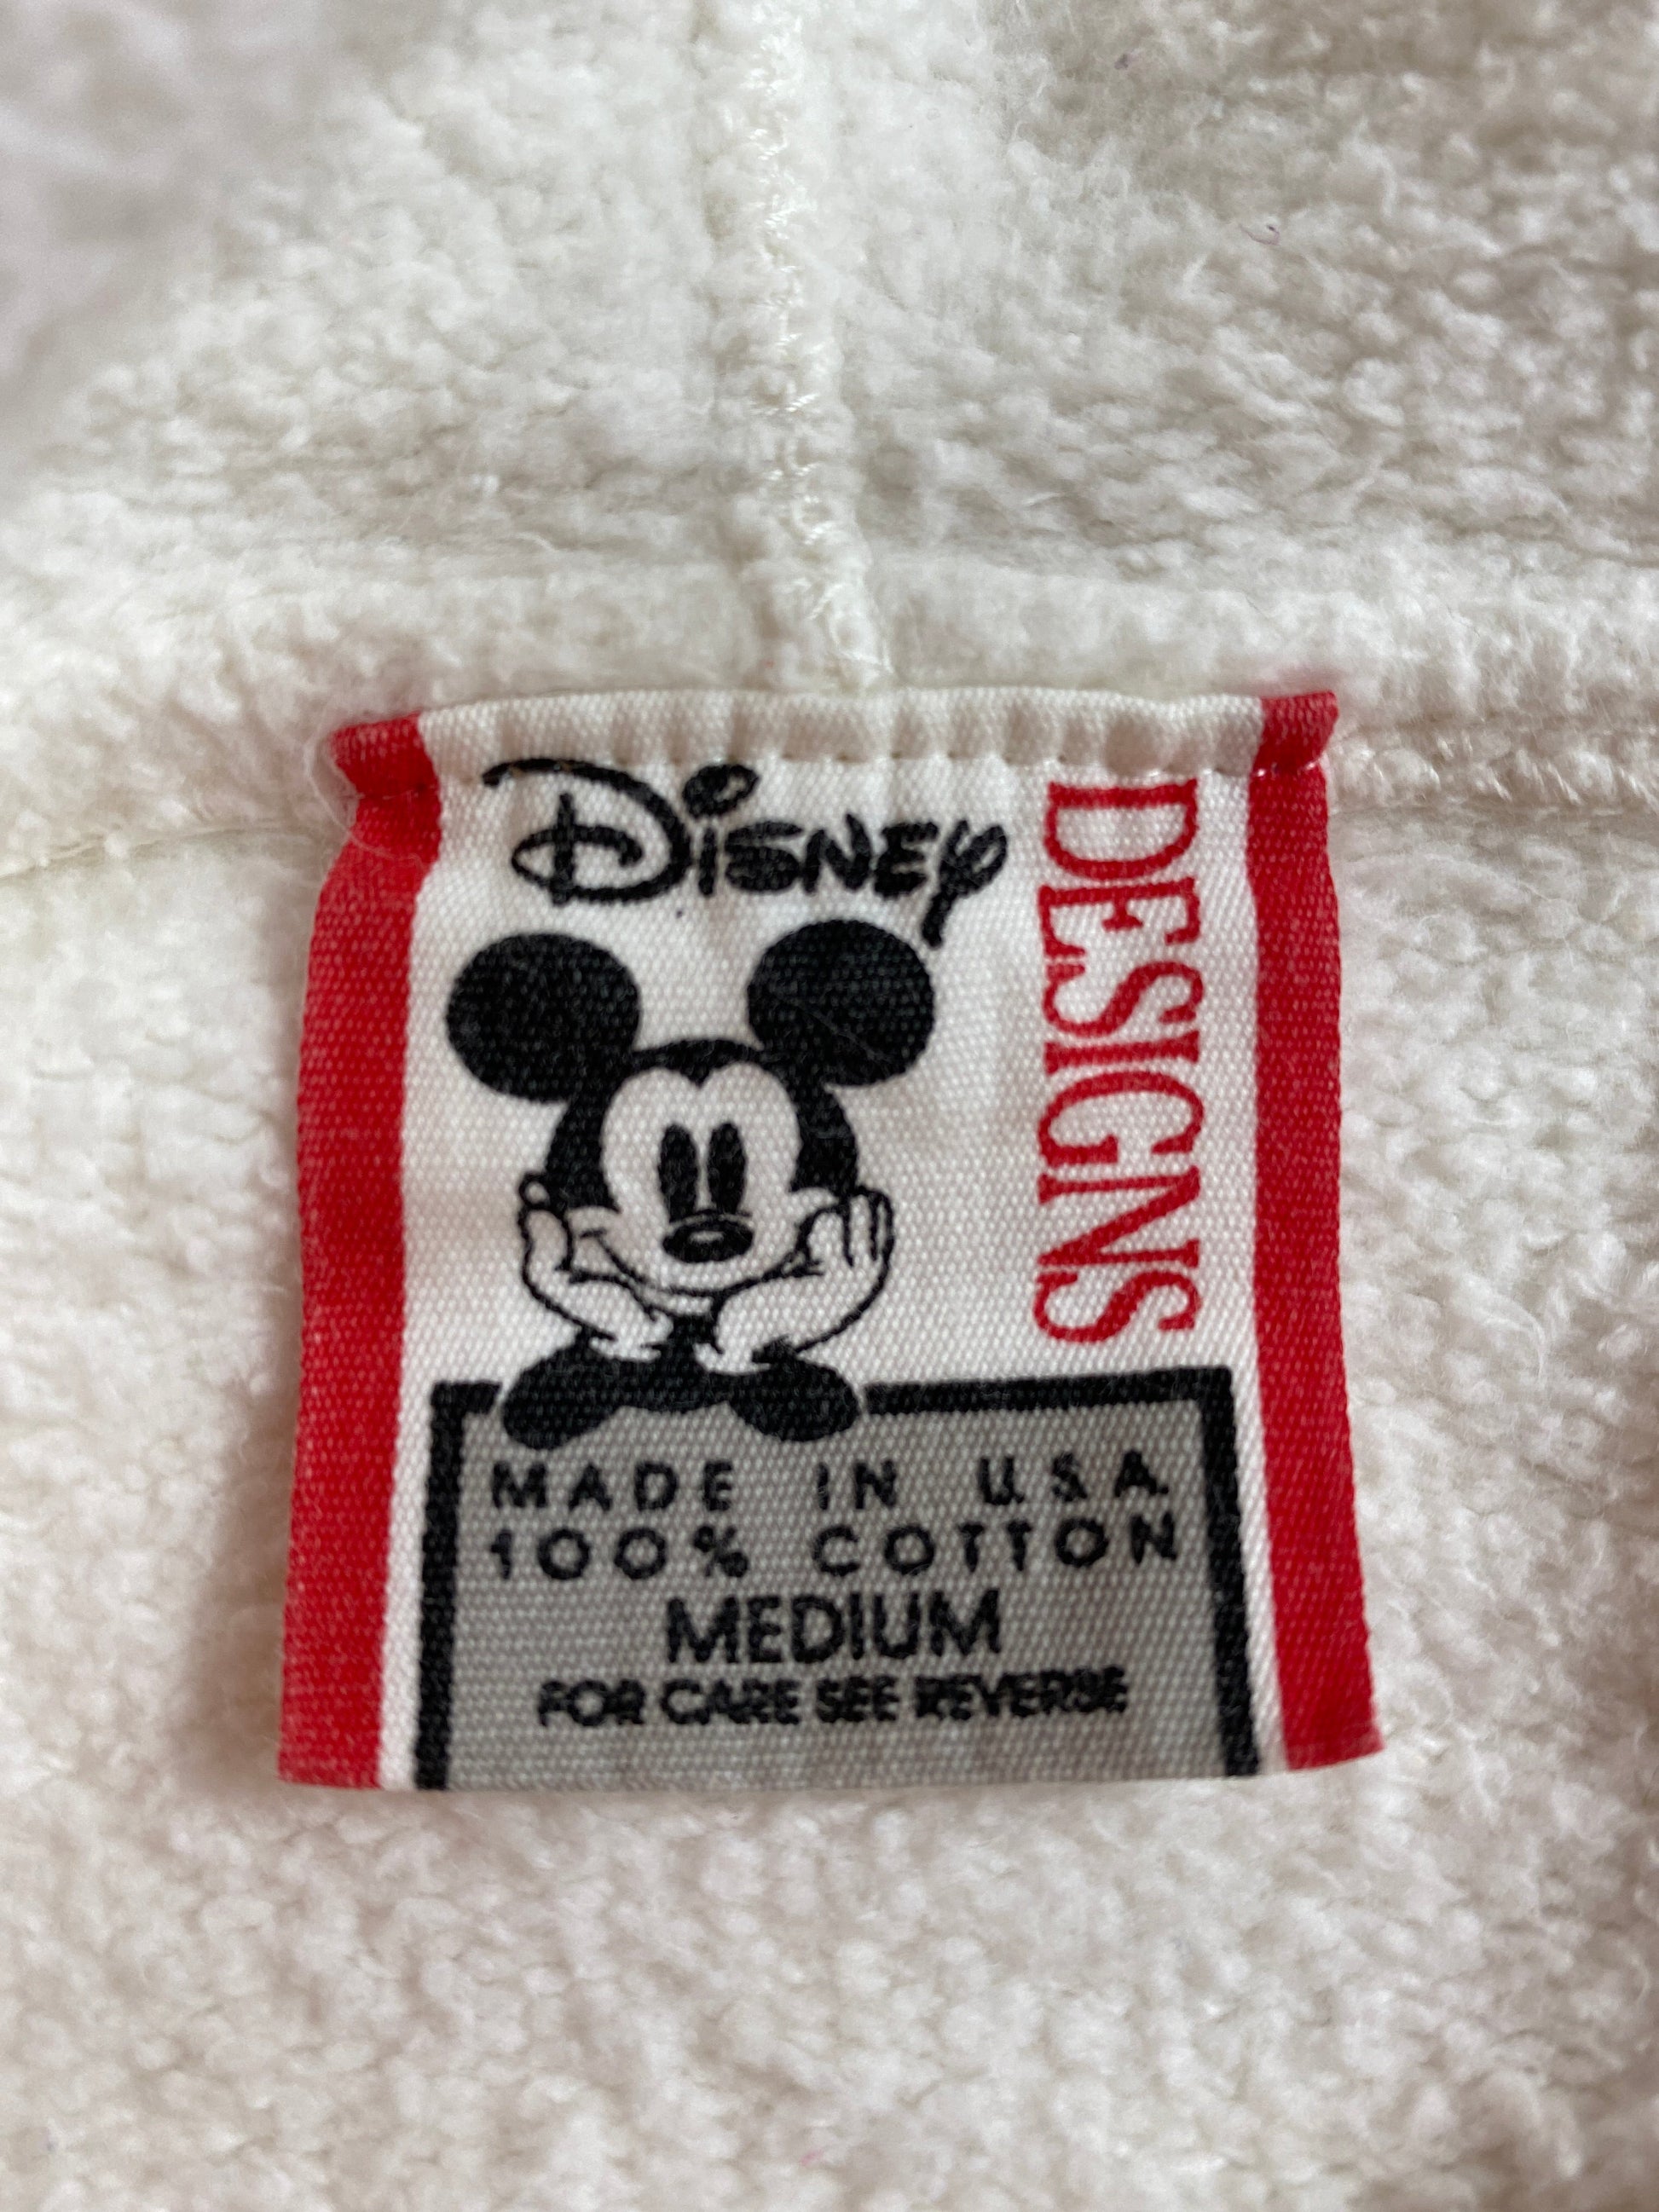 Disney
DESIGNS
MADE IN U.S.A.
100% COTTON
MEDIUM
FOR CARE SEE REVERSE